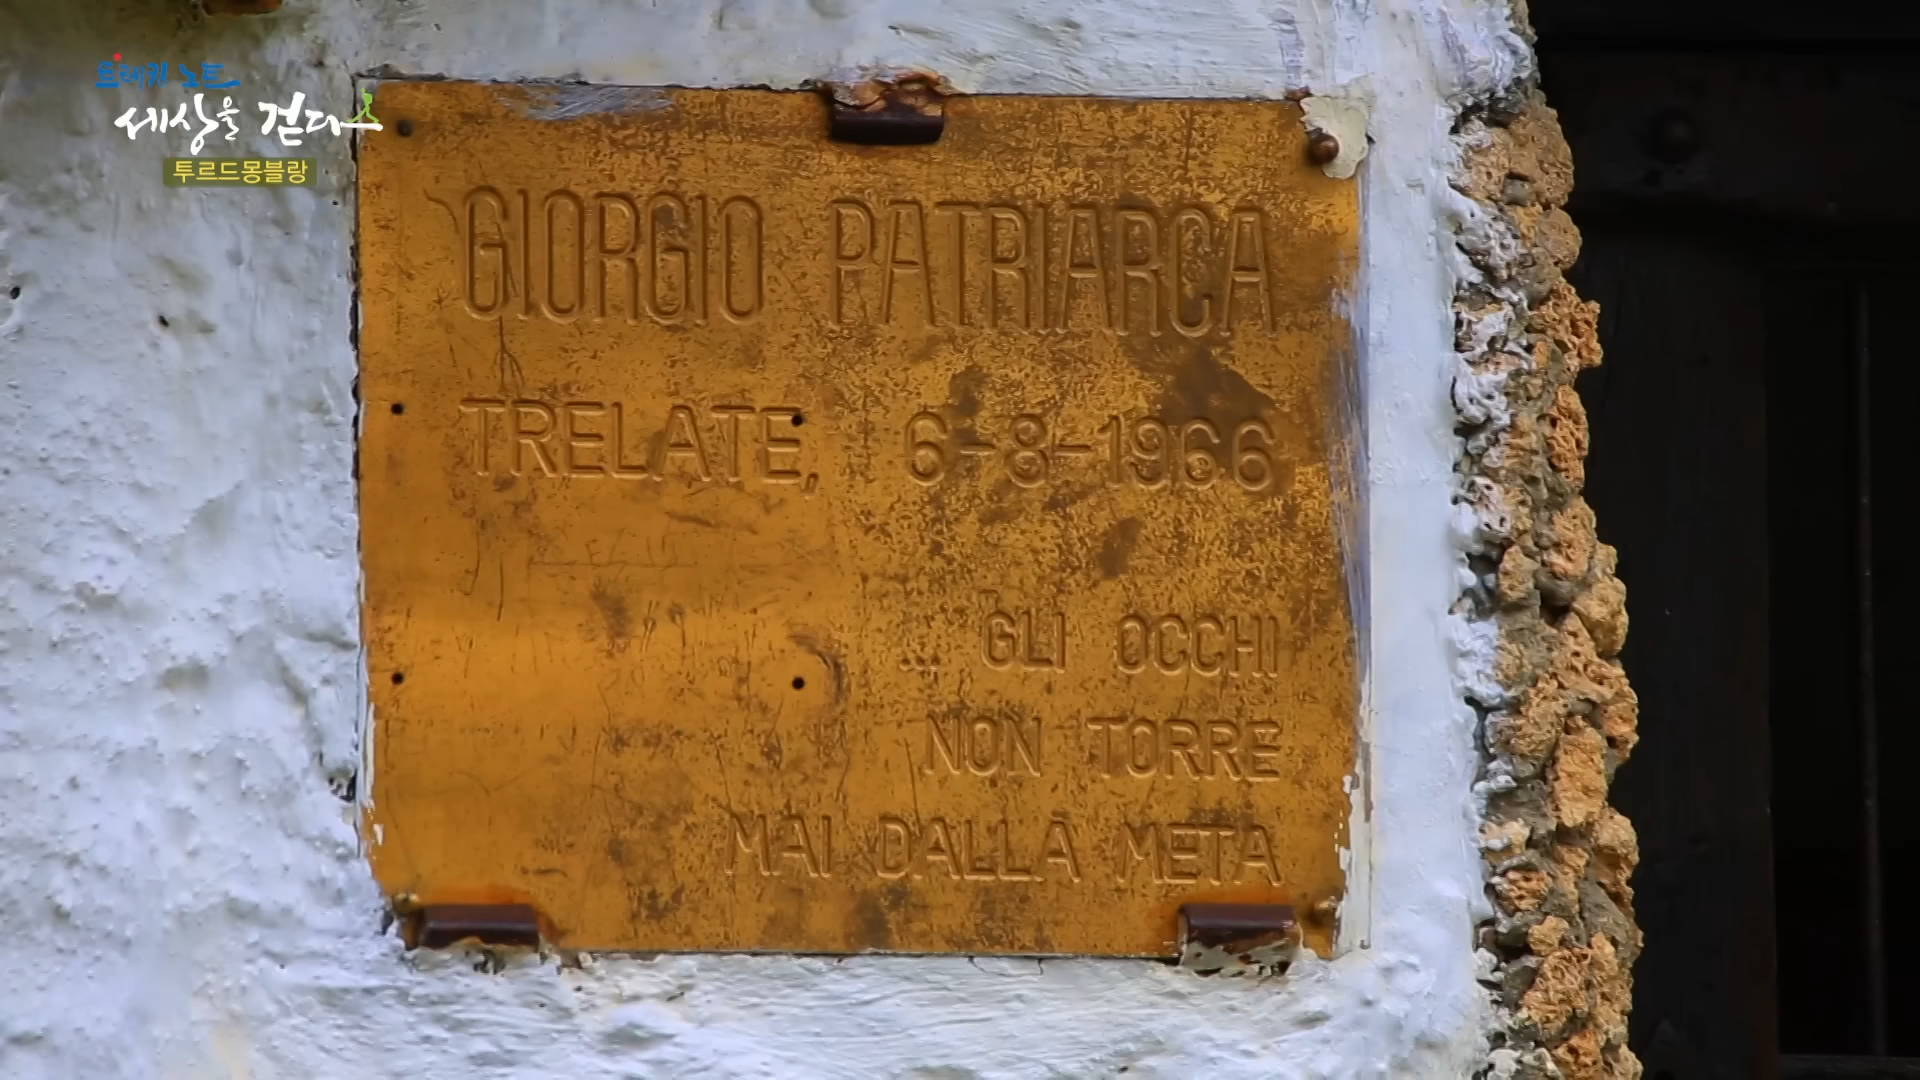 트레킹 노트
세상을 걷다
투르드몽블랑
GIORGIO PATRIARCA
TRELATE, 6-8-1966
... GLI OCCHI
NON TORRE
MAI DALLA META